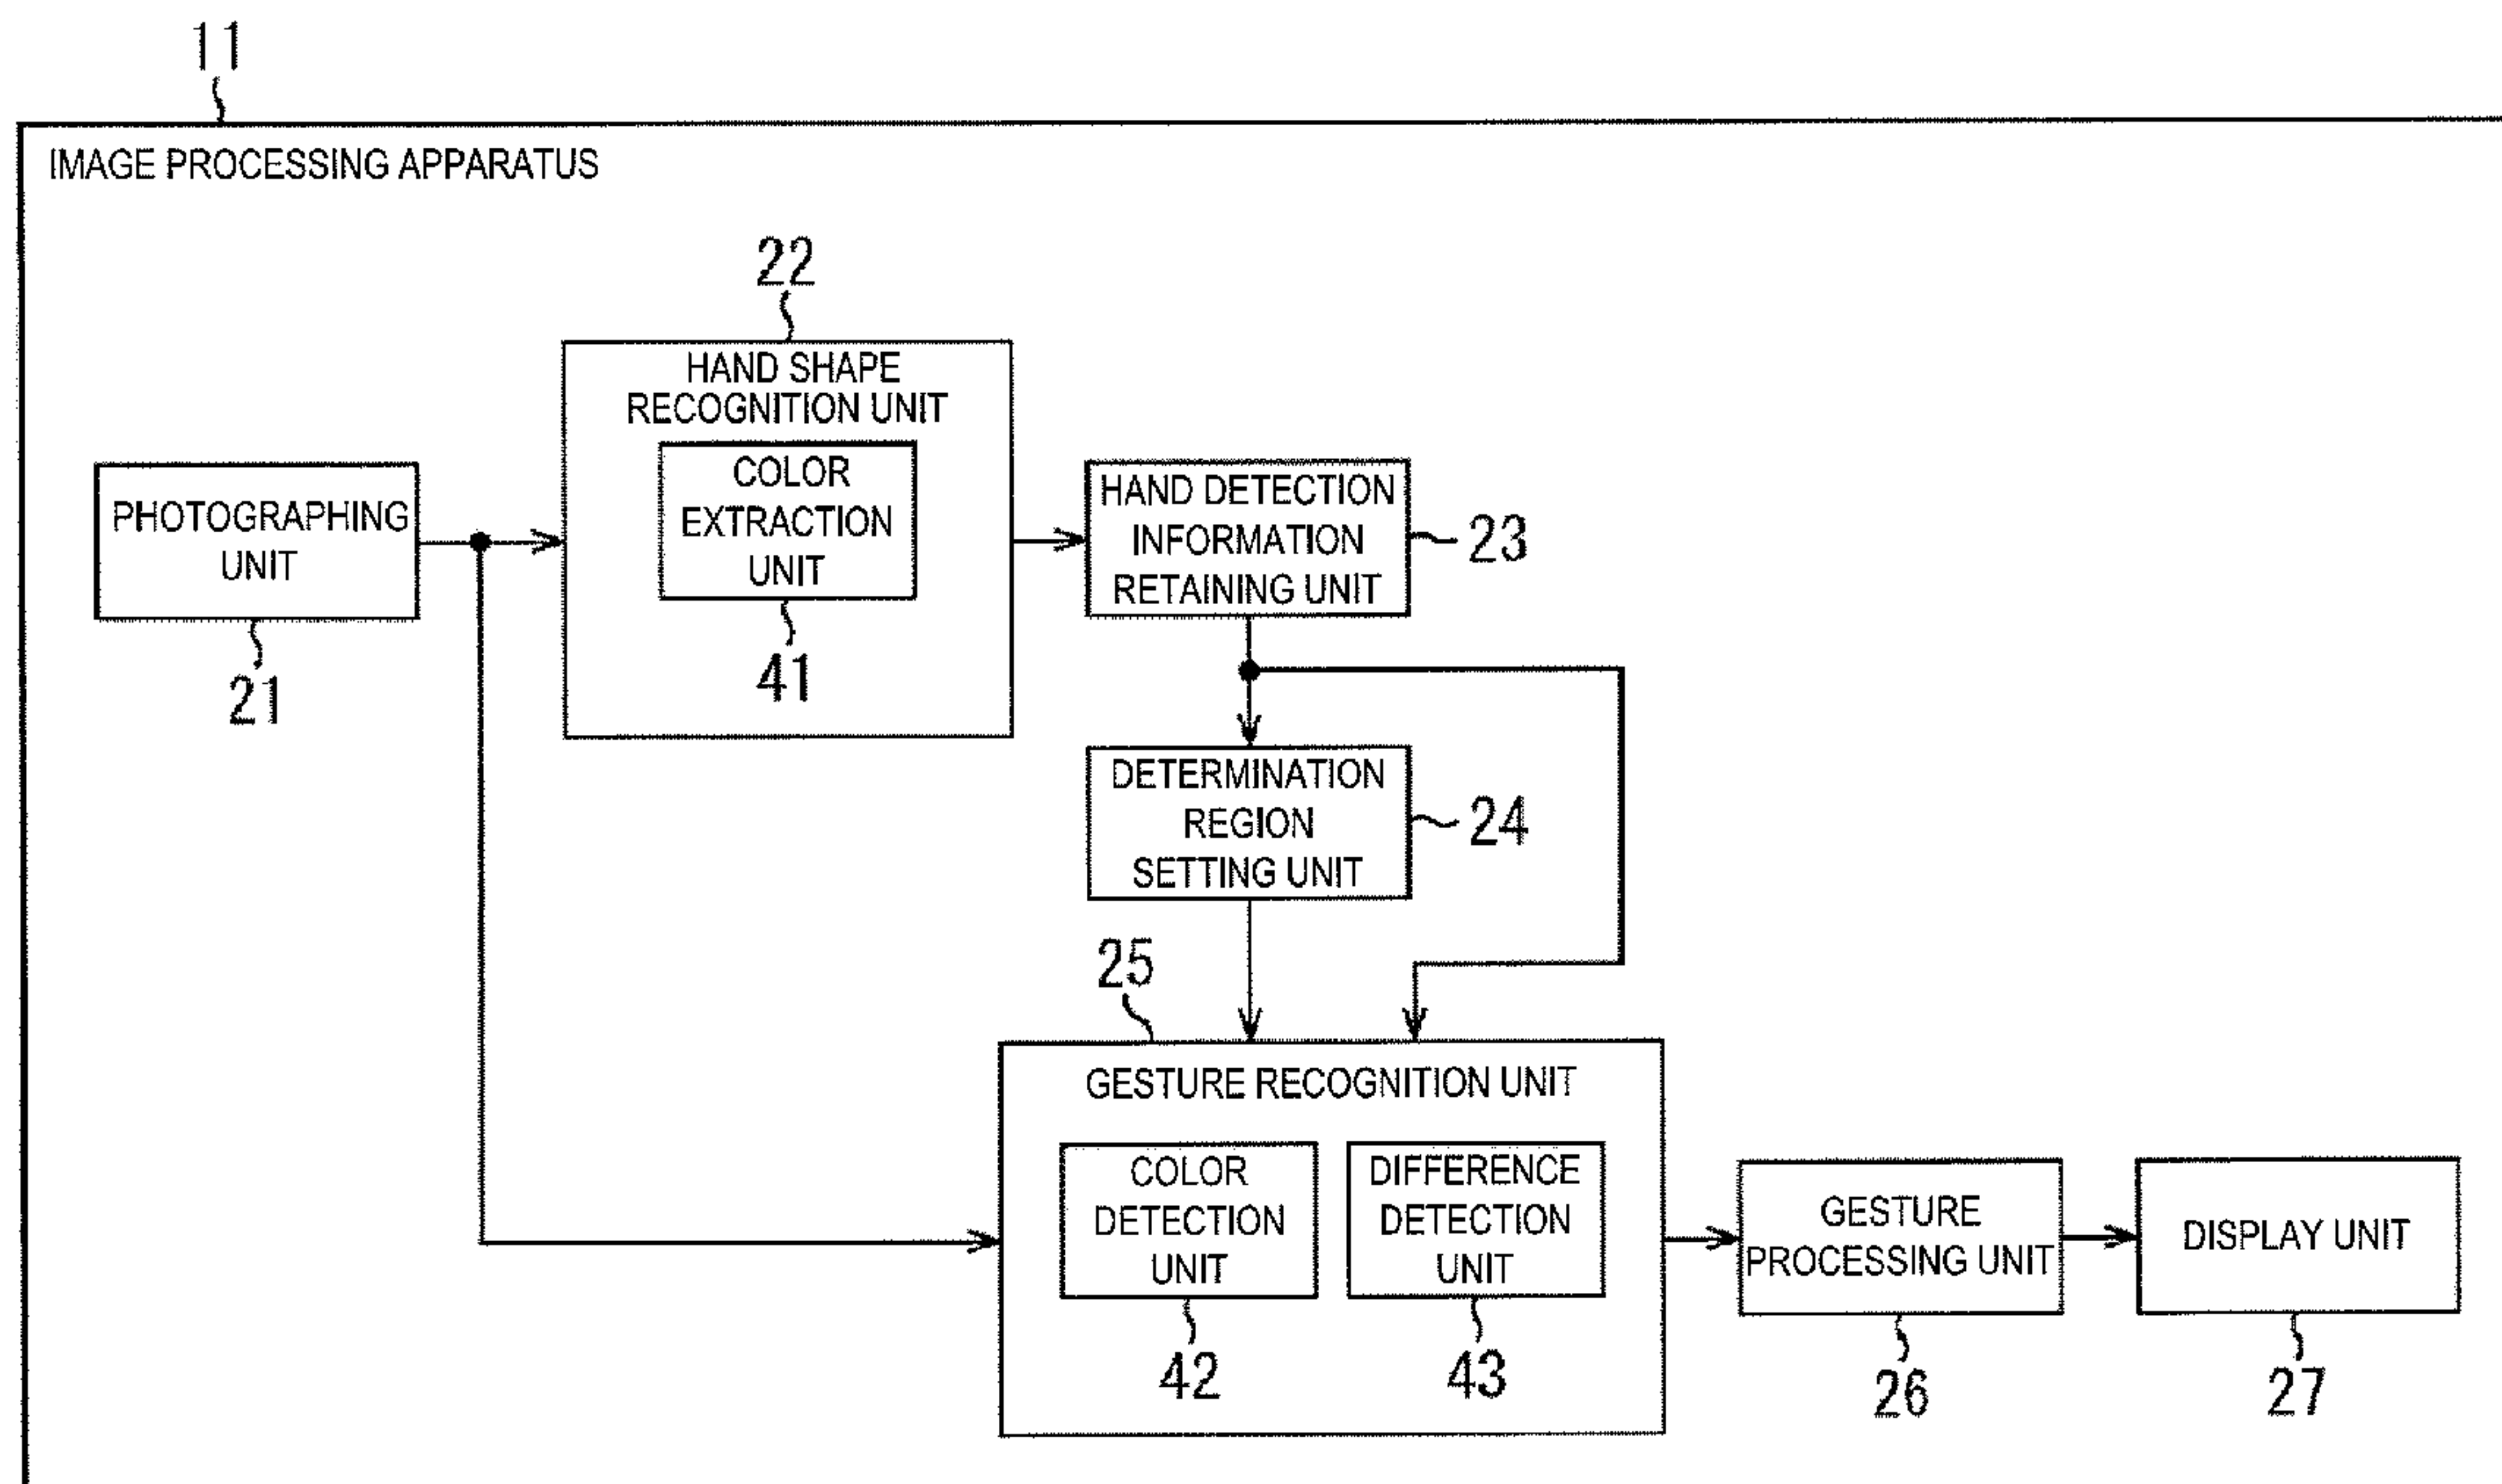 11
IMAGE PROCESSING APPARATUS
22
HAND SHAPE
RECOGNITION UNIT
COLOR
EXTRACTION
UNIT
41
PHOTOGRAPHING
UNIT
21
HAND DETECTION
INFORMATION
RETAINING UNIT
23
DETERMINATION
REGION
SETTING UNIT
24
25
GESTURE RECOGNITION UNIT
COLOR
DETECTION
UNIT
42
DIFFERENCE
DETECTION
UNIT
43
GESTURE
PROCESSING UNIT
26
DISPLAY UNIT
27